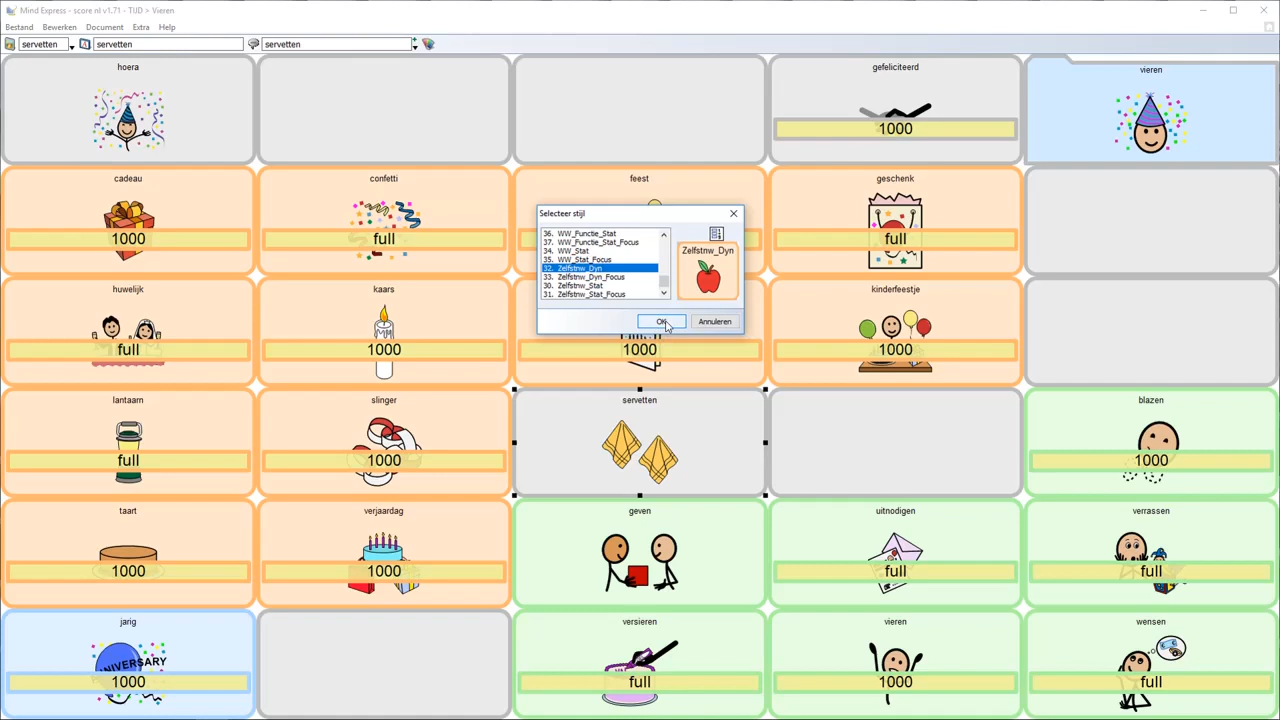 Mind Express - score nl v1.71 - TIJD > Vieren
Bestand Bewerken Document Extra Help
servetten servetten servetten
hoera gefeliciteerd vieren
1000
cadeau confetti feest geschenk
1000 full full
huwelijk kaars kinderfeestje
full 1000 1000 1000
Selecteer stijl
36. WW_Functie_Stat
37. WW_Functie_Stat_Focus
34. WW_Stat
35. WW_Stat_Focus
32. Zelfstnw_Dyn
33. Zelfstnw_Dyn_Focus
30. Zelfstnw_Stat
31. Zelfstnw_Stat_Focus
Zelfstnw_Dyn
OK Annuleren
lantaarn slinger servetten blazen
full 1000 1000
taart verjaardag geven uitnodigen verrassen
1000 1000 full full
jarig versieren vieren wensen
ANNIVERSARY
1000 full 1000 full